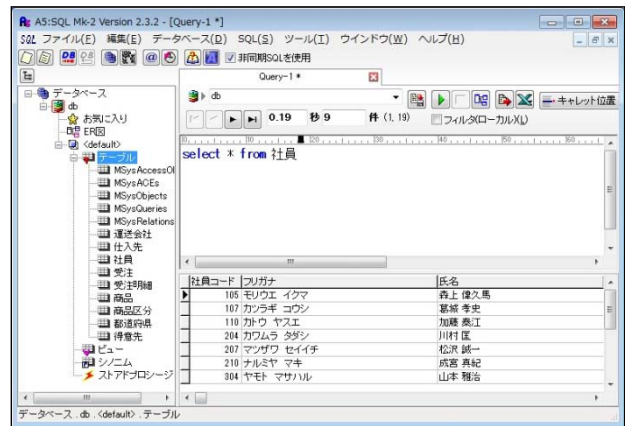 A5:SQL Mk-2 Version 2.3.2 - [Query-1 *]
SQL ファイル(F) 編集(E) データベース(D) SQL(S) ツール(T) ウインドウ(W) ヘルプ(H)
非同期SQLを使用
Query-1 *
データベース
db
お気に入り
ER図
<default>
テーブル
MSysAccessOl
MSysACEs
MSysObjects
MSysQueries
MSysRelations
運送会社
仕入先
社員
受注
受注明細
商品
商品区分
都道府県
得意先
ビュー
シノニム
ストアドプロシージ
db
キャレット位置
0.19 秒 9 件 (1, 19) フィルタ(ローカル)(L)
select * from 社員
社員コード フリガナ 氏名
105 モリウエ イクマ 森上 偉久馬
107 カツラギ コウシ 葛城 孝史
110 カトウ ヤスエ 加藤 泰江
204 カワムラ タダシ 川村 匡
207 マツザワ セイイチ 松沢 誠一
210 ナルミヤ マキ 成宮 真紀
304 ヤモト マサハル 山本 雅治
データベース.db.<default>.テーブル